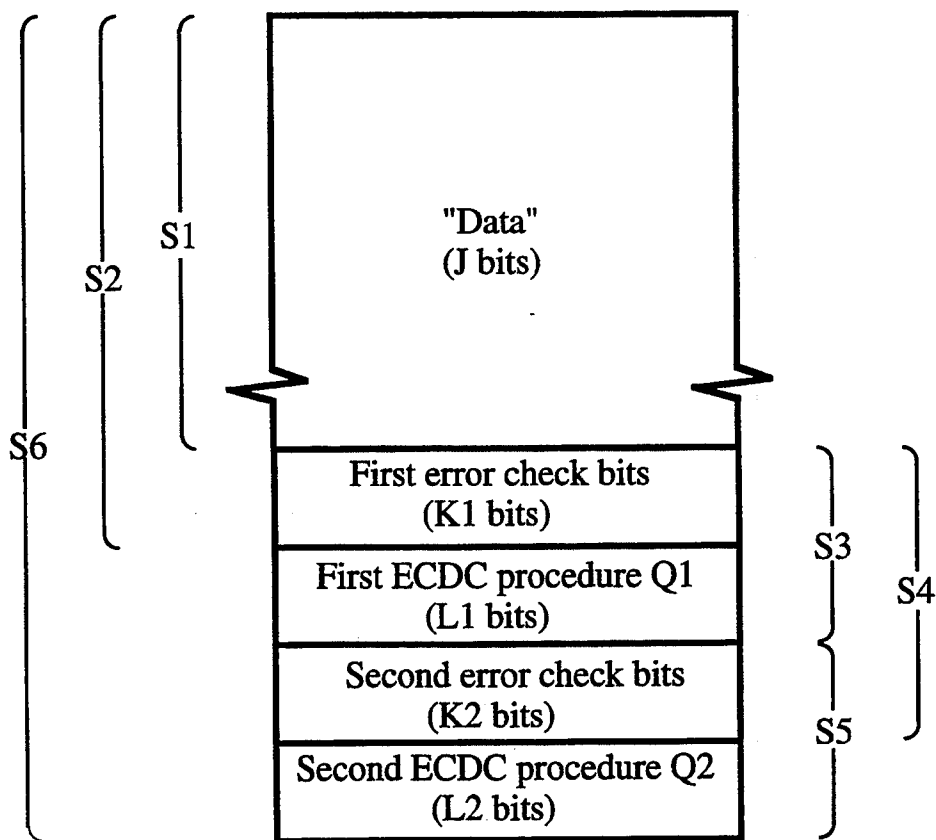 "Data"
(J bits)
S1
S2
S6
First error check bits
(K1 bits)
S3
First ECDC procedure Q1
(L1 bits)
S4
Second error check bits
(K2 bits)
S5
Second ECDC procedure Q2
(L2 bits)